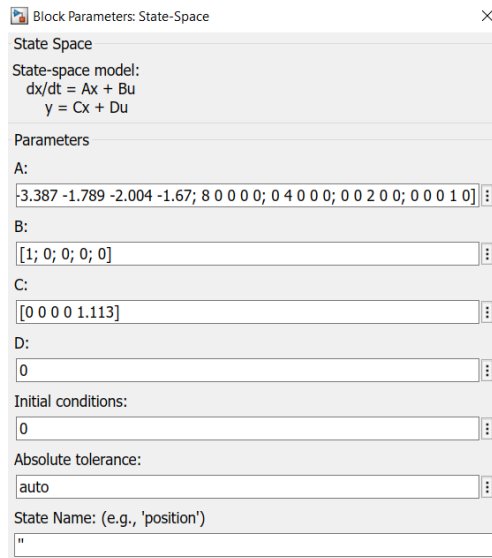 Block Parameters: State-Space
State Space
State-space model:
dx/dt = Ax + Bu
y = Cx + Du
Parameters
A:
-3.387 -1.789 -2.004 -1.67; 8 0 0 0 0; 0 4 0 0 0; 0 0 2 0 0; 0 0 0 1 0]
B:
[1; 0; 0; 0; 0]
C:
[0 0 0 0 1.113]
D:
0
Initial conditions:
0
Absolute tolerance:
auto
State Name: (e.g., 'position')
''